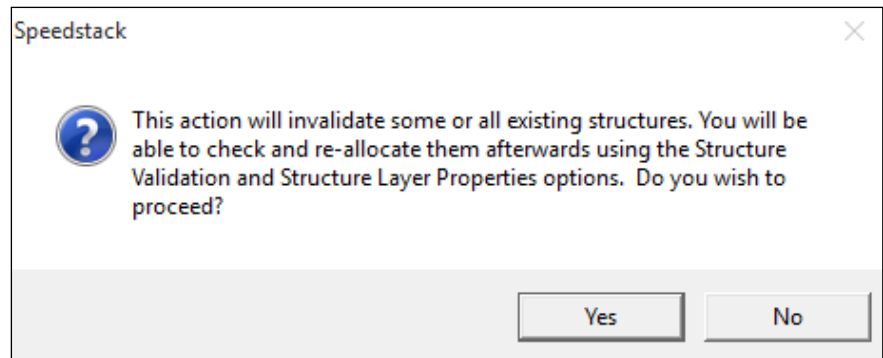 Speedstack
This action will invalidate some or all existing structures. You will be
able to check and re-allocate them afterwards using the Structure
Validation and Structure Layer Properties options.  Do you wish to
proceed?
Yes
No